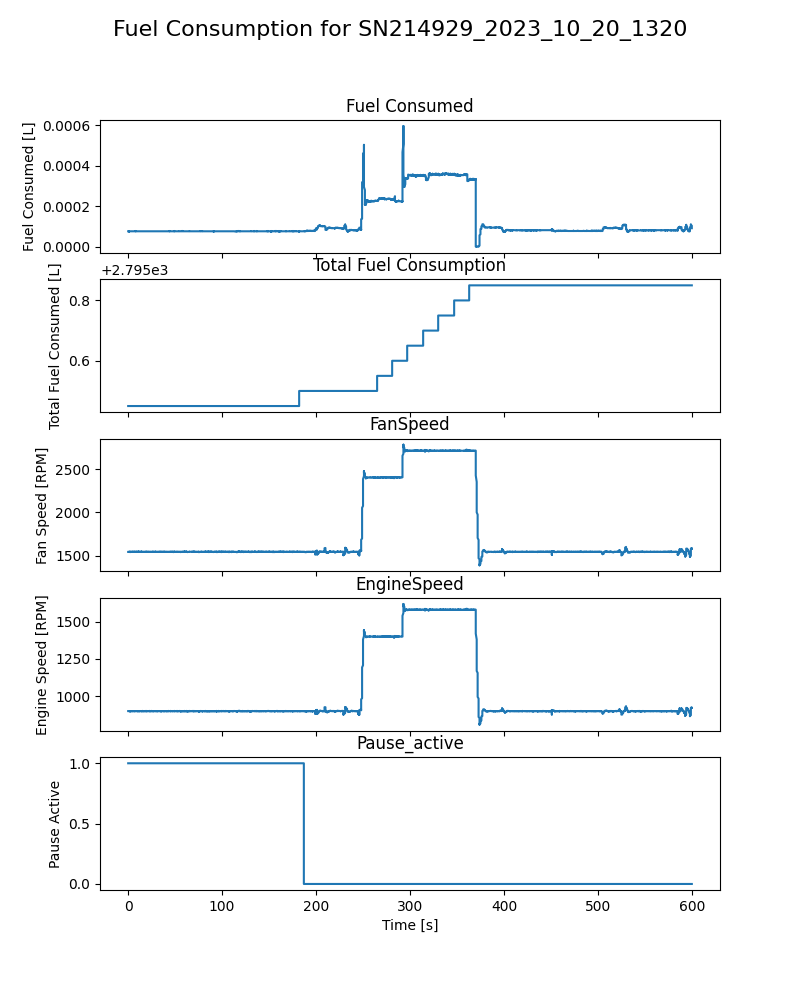 Fuel Consumption for SN214929_2023_10_20_1320
Fuel Consumed
Fuel Consumed [L]
0.0006
0.0004
0.0002
0.0000
Total Fuel Consumption
+2.795e3
Total Fuel Consumed [L]
0.8
0.6
FanSpeed
Fan Speed [RPM]
2500
2000
1500
EngineSpeed
Engine Speed [RPM]
1500
1250
1000
Pause_active
Pause Active
1.0
0.5
0.0
0 100 200 300 400 500 600
Time [s]